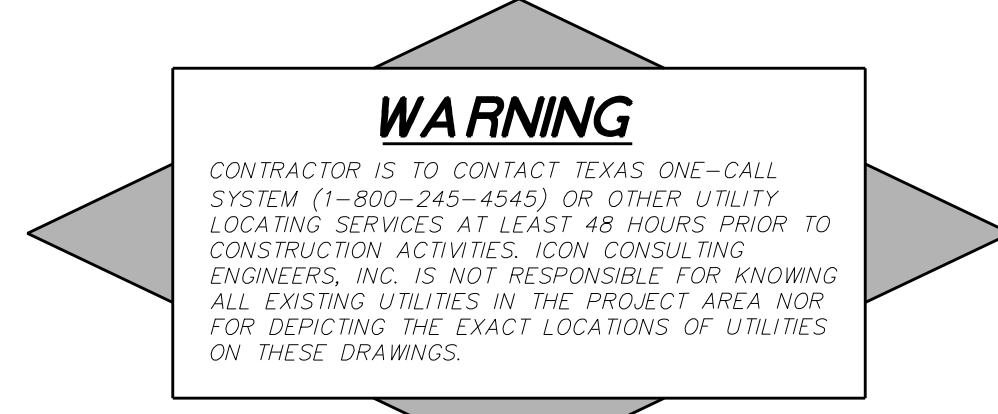 WARNING
CONTRACTOR IS TO CONTACT TEXAS ONE-CALL
SYSTEM (1-800-245-4545) OR OTHER UTILITY
LOCATING SERVICES AT LEAST 48 HOURS PRIOR TO
CONSTRUCTION ACTIVITIES. ICON CONSULTING
ENGINEERS, INC. IS NOT RESPONSIBLE FOR KNOWING
ALL EXISTING UTILITIES IN THE PROJECT AREA NOR
FOR DEPICTING THE EXACT LOCATIONS OF UTILITIES
ON THESE DRAWINGS.